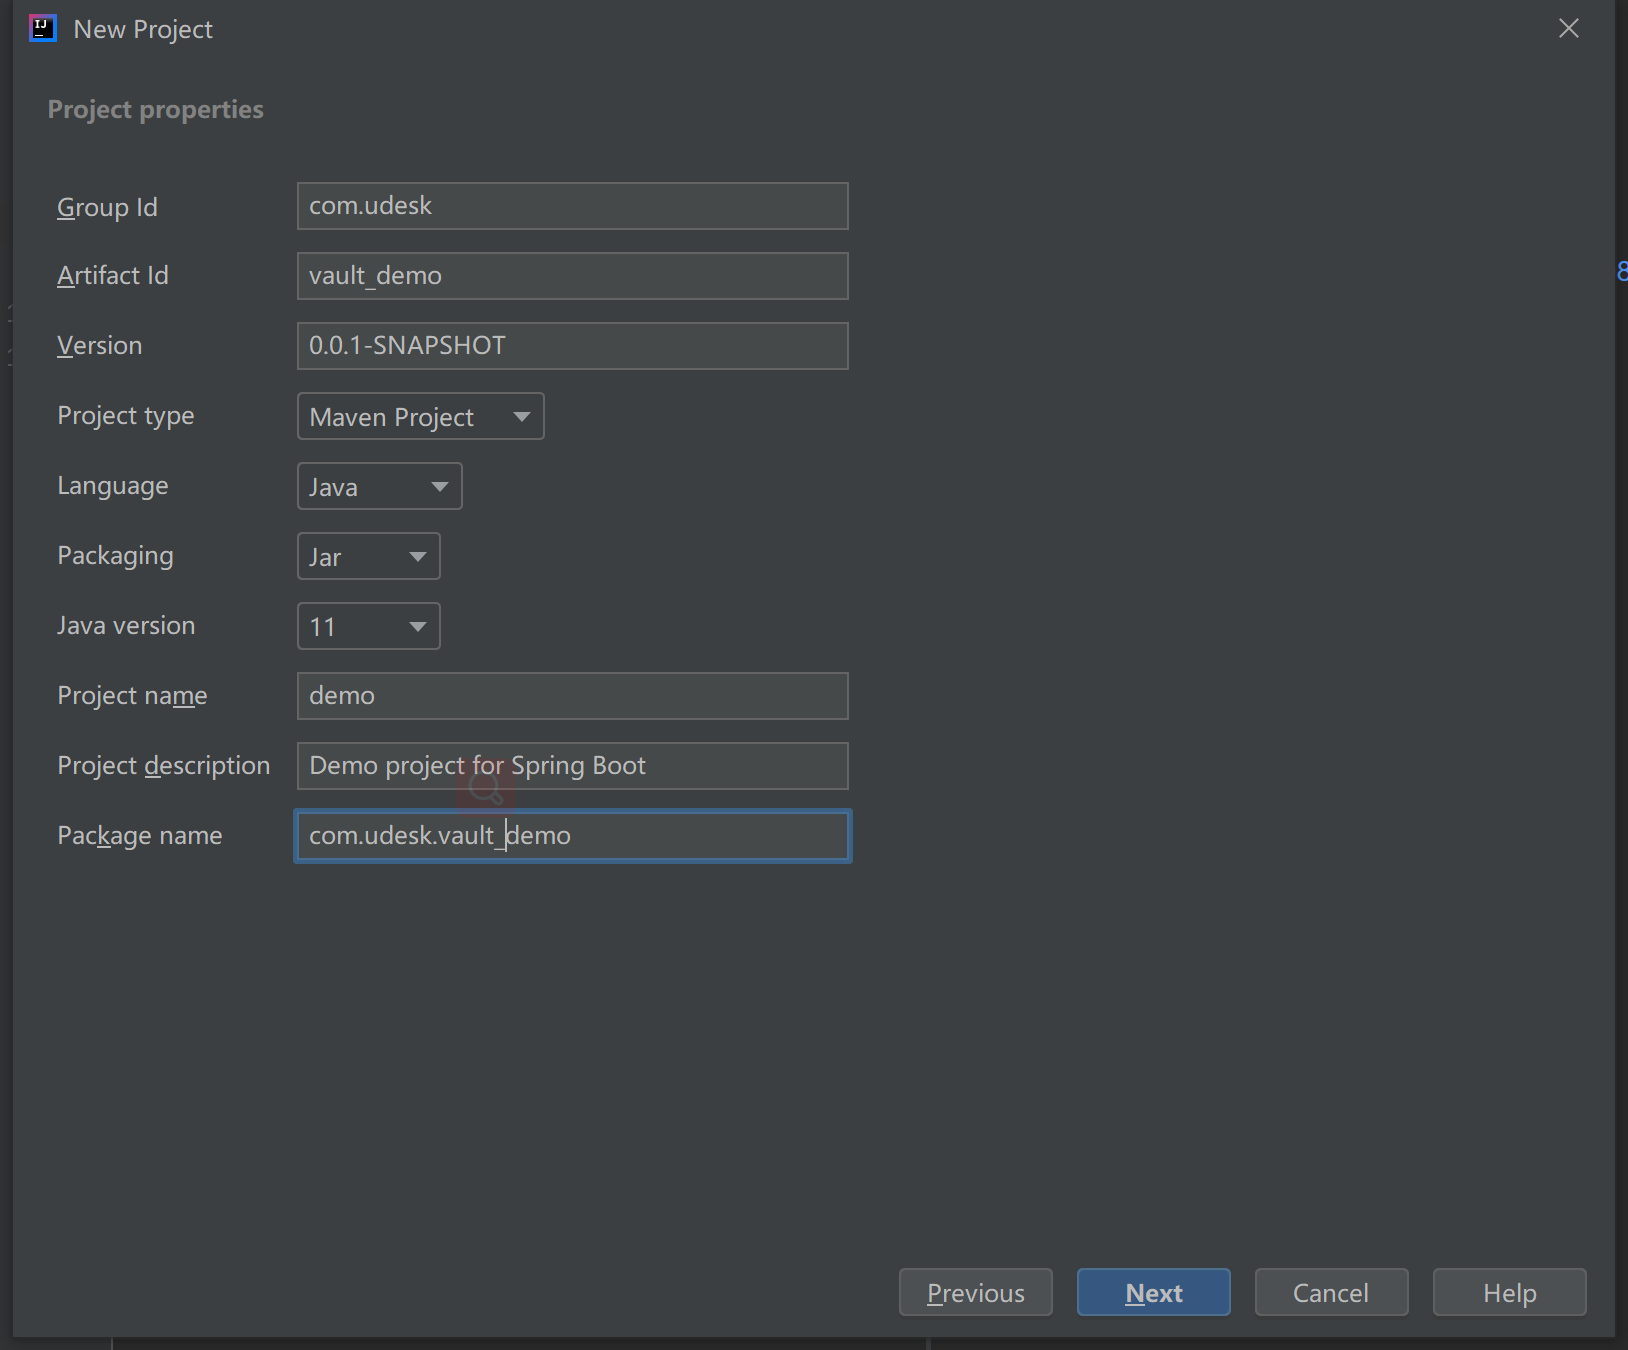 IJ
New Project
Project properties
Group Id com.udesk
Artifact Id vault_demo
Version 0.0.1-SNAPSHOT
Project type Maven Project
Language Java
Packaging Jar
Java version 11
Project name demo
Project description Demo project for Spring Boot
Package name com.udesk.vault_demo
Previous Next Cancel Help
8